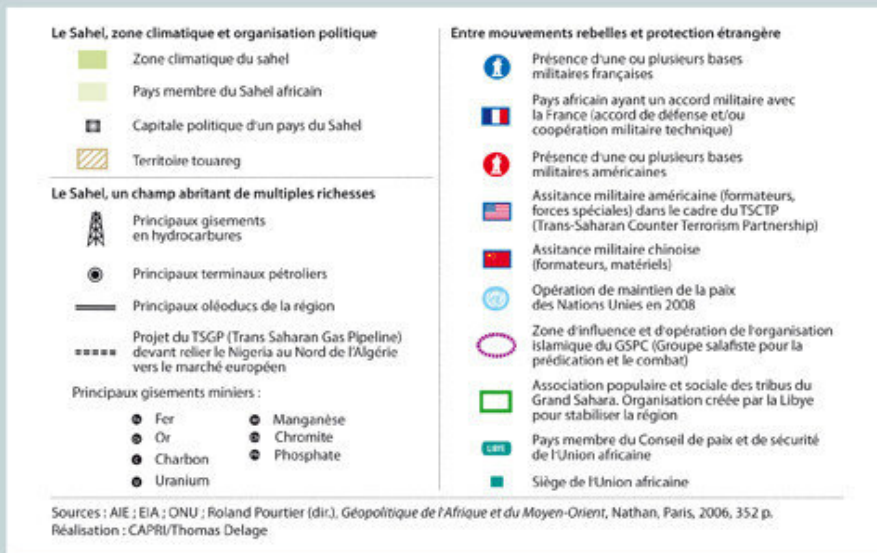 Le Sahel, zone climatique et organisation politique
Zone climatique du sahel
Pays membre du Sahel africain
Capitale politique d'un pays du Sahel
Territoire touareg
Le Sahel, un champ abritant de multiples richesses
Principaux gisements
en hydrocarbures
Principaux terminaux pétroliers
Principaux oléoducs de la région
Projet du TSGP (Trans Saharan Gas Pipeline)
devant relier le Nigeria au Nord de l'Algérie
vers le marché européen
Principaux gisements miniers :
Fer
Or
Charbon
Uranium
Manganèse
Chromite
Phosphate
Entre mouvements rebelles et protection étrangère
Présence d'une ou plusieurs bases
militaires françaises
Pays africain ayant un accord militaire avec
la France (accord de défense et/ou
coopération militaire technique)
Présence d'une ou plusieurs bases
militaires américaines
Assitance militaire américaine (formateurs,
forces spéciales) dans le cadre du TSCTP
(Trans-Saharan Counter Terrorism Partnership)
Assitance militaire chinoise
(formateurs, matériels)
@
Opération de maintien de la paix
des Nations Unies en 2008
Zone d'influence et d'opération de l'organisation
islamique du GSPC (Groupe salafiste pour la
prédication et le combat)
Association populaire et sociale des tribus du
Grand Sahara. Organisation créée par la Libye
pour stabiliser la région
LIBYE
Pays membre du Conseil de paix et de sécurité
de l'Union africaine
Siège de l'Union africaine
Sources : AIE ; EIA ; ONU ; Roland Pourtier (dir.), Géopolitique de l'Afrique et du Moyen-Orient, Nathan, Paris, 2006, 352 p.
Réalisation : CAPRI/Thomas Delage